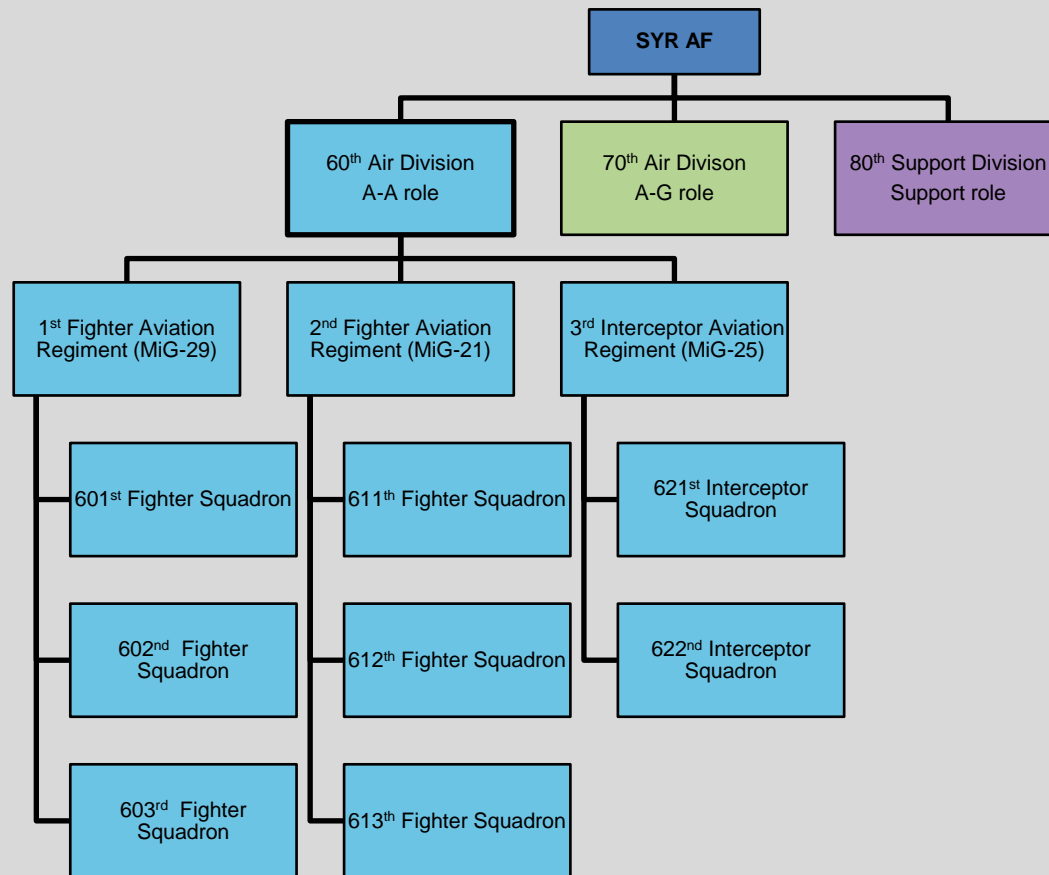 SYR AF
60th Air Division
A-A role
70th Air Divison
A-G role
80th Support Division
Support role
1st Fighter Aviation
Regiment (MiG-29)
2nd Fighter Aviation
Regiment (MiG-21)
3rd Interceptor Aviation
Regiment (MiG-25)
601st Fighter Squadron
611th Fighter Squadron
621st Interceptor
Squadron
602nd  Fighter
Squadron
612th Fighter Squadron
622nd Interceptor
Squadron
603rd  Fighter
Squadron
613th Fighter Squadron